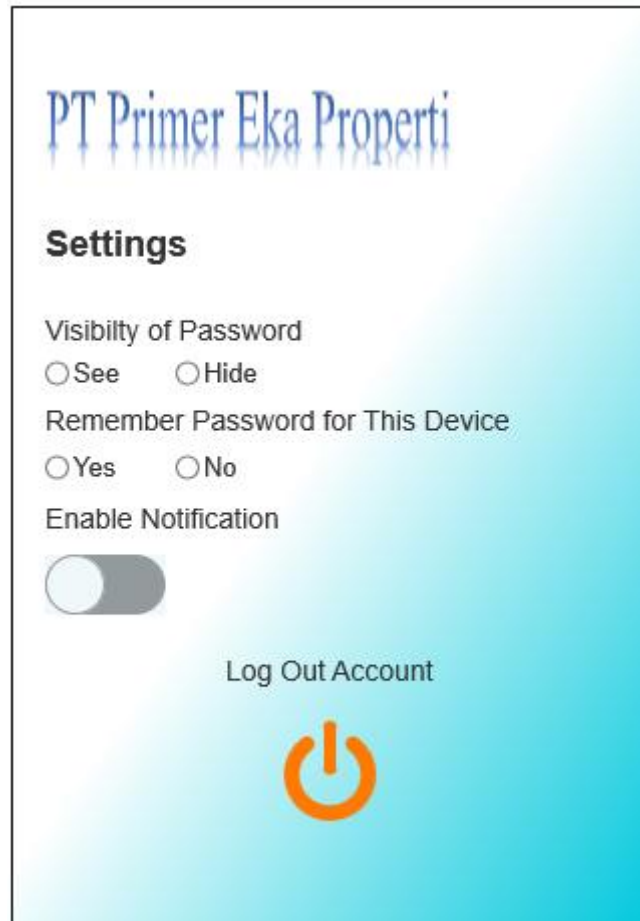 PT Primer Eka Properti
Settings
Visibilty of Password
See Hide
Remember Password for This Device
Yes No
Enable Notification
Log Out Account